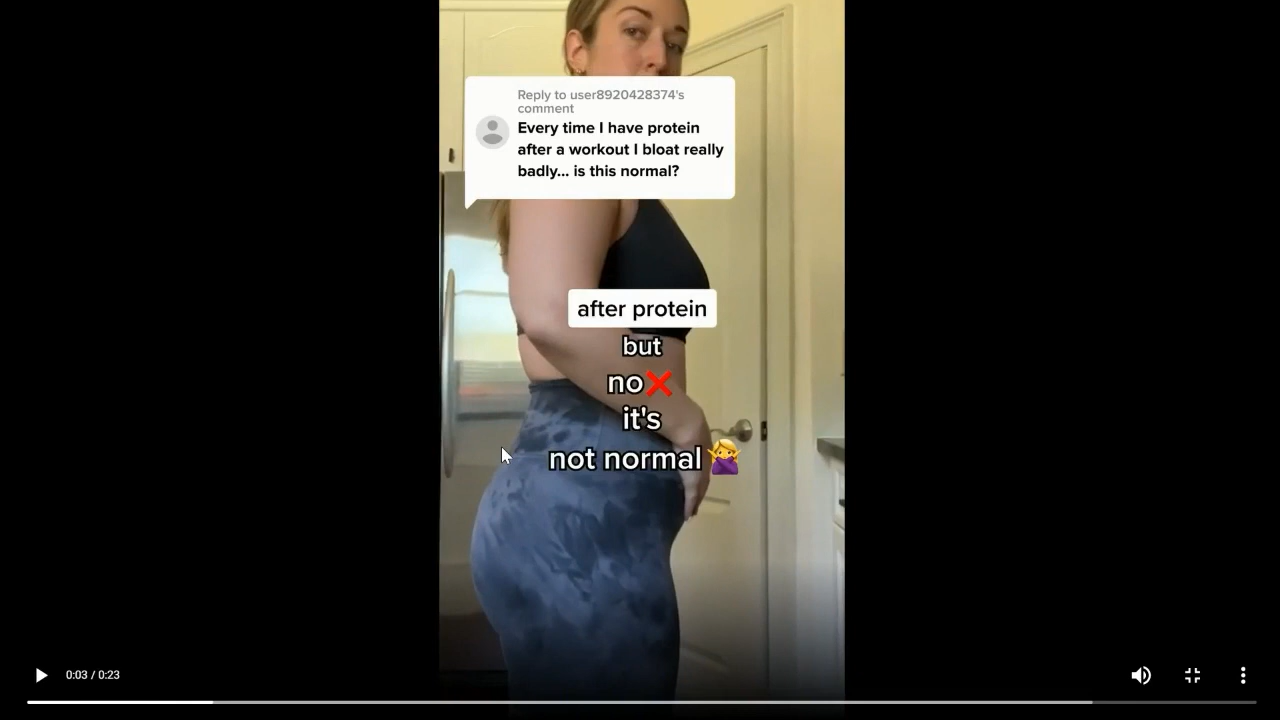 Reply to user8920428374's
comment
Every time I have protein
after a workout I bloat really
badly... is this normal?
after protein
but
no❌
it's
not normal 🙅‍♀️
0:03 / 0:23